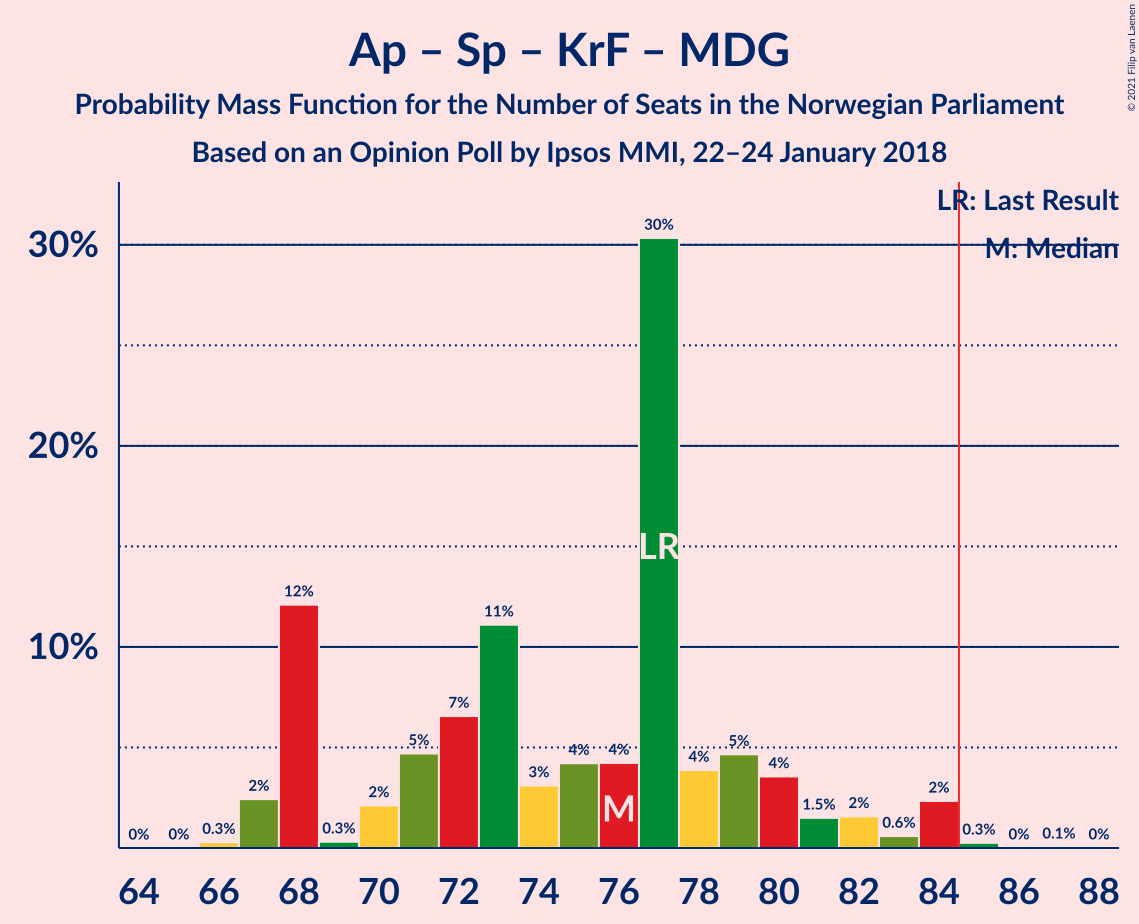 Ap – Sp – KrF – MDG
Probability Mass Function for the Number of Seats in the Norwegian Parliament
Based on an Opinion Poll by Ipsos MMI, 22–24 January 2018
© 2021 Filip van Laenen
LR: Last Result
M: Median
30%
20%
10%
0% 0% 0.3% 2% 12% 0.3% 2% 5% 7% 11% 3% 4% 4% 30% 4% 5% 4% 1.5% 2% 0.6% 2% 0.3% 0% 0.1% 0%
LR
M
64 66 68 70 72 74 76 78 80 82 84 86 88